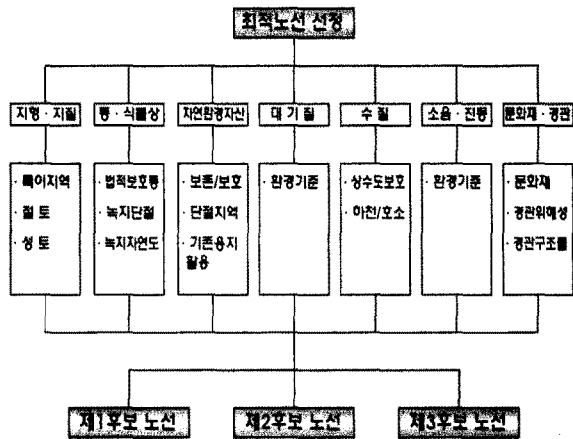 최적노선 선정
지형 · 지질
동 · 식물상
자연환경자산
대 기 질
수 질
소음 · 진동
문화재 · 경관
· 특이지역
· 절 토
· 성 토
· 법적보호동
· 녹지단절
· 녹지자연도
· 보존/보호
· 단절지역
· 기존용지
활용
· 환경기준
· 상수도보호
· 하천/호소
· 환경기준
· 문화재
· 경관위해성
· 경관구조물
제1후보 노선
제2후보 노선
제3후보 노선